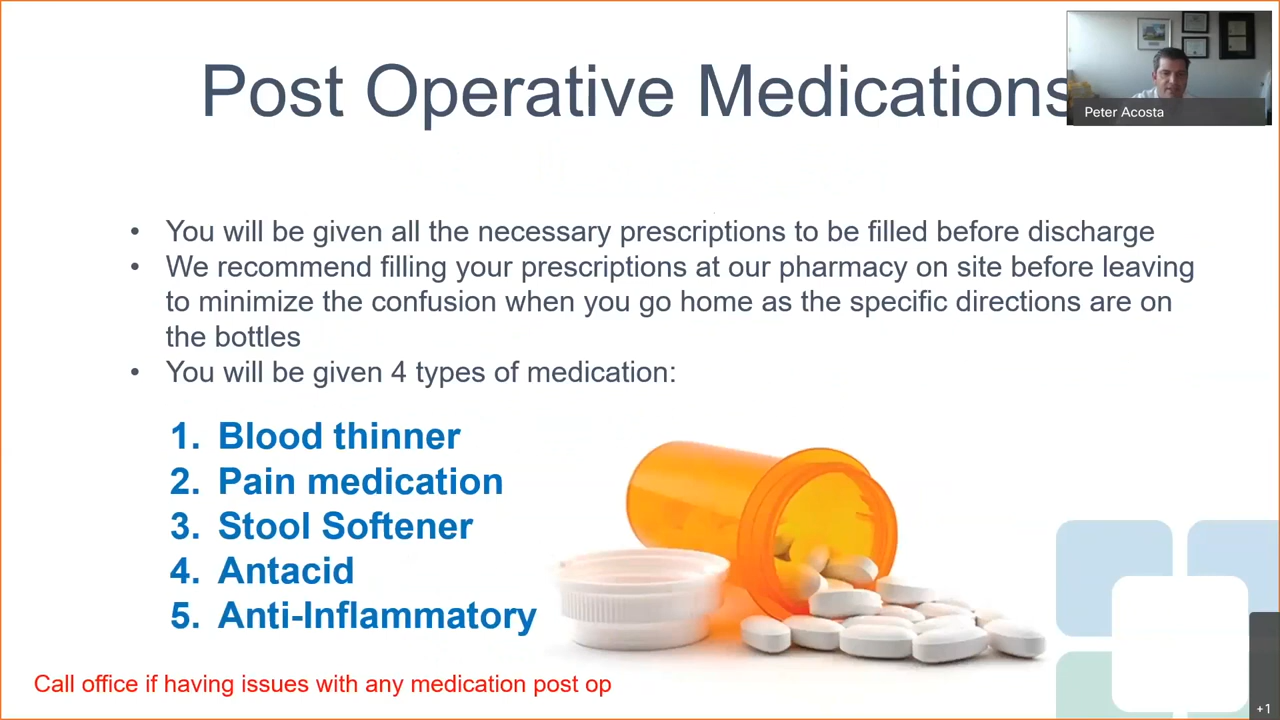 Post Operative Medications
Peter Acosta
• You will be given all the necessary prescriptions to be filled before discharge
• We recommend filling your prescriptions at our pharmacy on site before leaving
to minimize the confusion when you go home as the specific directions are on
the bottles
• You will be given 4 types of medication:
1. Blood thinner
2. Pain medication
3. Stool Softener
4. Antacid
5. Anti-Inflammatory
Call office if having issues with any medication post op
+1